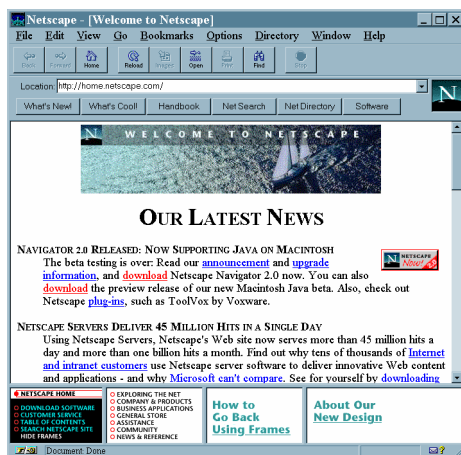 Netscape - [Welcome to Netscape]
File Edit View Go Bookmarks Options Directory Window Help
Back Forward Home Reload Images Open Print Find Stop
Location: http://home.netscape.com/
What's New! What's Cool! Handbook Net Search Net Directory Software
N
N WELCOME TO NETSCAPE
OUR LATEST NEWS
NAVIGATOR 2.0 RELEASED: NOW SUPPORTING JAVA ON MACINTOSH
The beta testing is over: Read our announcement and upgrade
information, and download Netscape Navigator 2.0 now. You can also
download the preview release of our new Macintosh Java beta. Also, check out
Netscape plug-ins, such as ToolVox by Voxware.
N NETSCAPE
Now! 2.0
NETSCAPE SERVERS DELIVER 45 MILLION HITS IN A SINGLE DAY
Using Netscape Servers, Netscape's Web site now serves more than 45 million hits a
day and more than one billion hits a month. Find out why tens of thousands of Internet
and intranet customers use Netscape server software to deliver innovative Web content
and applications - and why Microsoft can't compare. See for yourself by downloading
NETSCAPE HOME
DOWNLOAD SOFTWARE
CUSTOMER SERVICE
TABLE OF CONTENTS
SEARCH NETSCAPE SITE
HIDE FRAMES
EXPLORING THE NET
COMPANY & PRODUCTS
BUSINESS APPLICATIONS
GENERAL STORE
ASSISTANCE
COMMUNITY
NEWS & REFERENCE
How to
Go Back
Using Frames
About Our
New Design
Document: Done
?